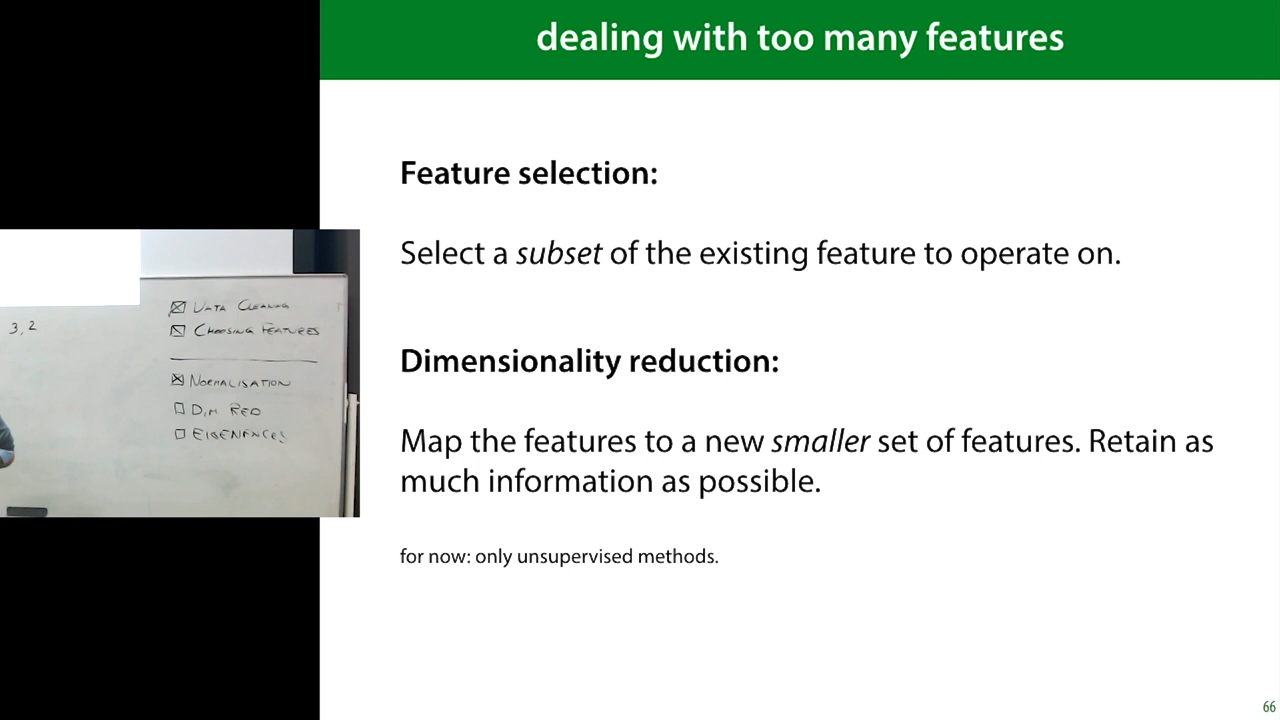 dealing with too many features
Feature selection:
Select a subset of the existing feature to operate on.
Dimensionality reduction:
Map the features to a new smaller set of features. Retain as
much information as possible.
for now: only unsupervised methods.
66
3, 2
DATA CLEANING
CHOOSING FEATURES
NORMALISATION
DIM RED
EIGENFACES